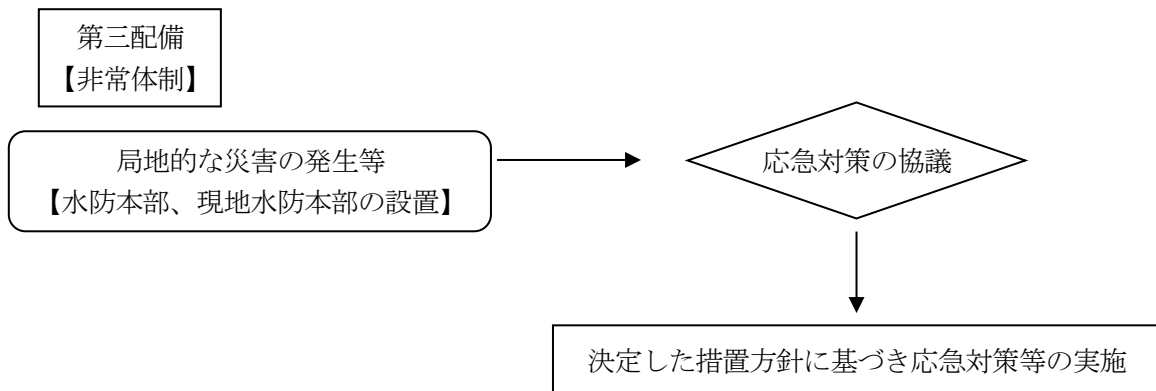 第三配備
【非常体制】
局地的な災害の発生等
【水防本部、現地水防本部の設置】
応急対策の協議
決定した措置方針に基づき応急対策等の実施